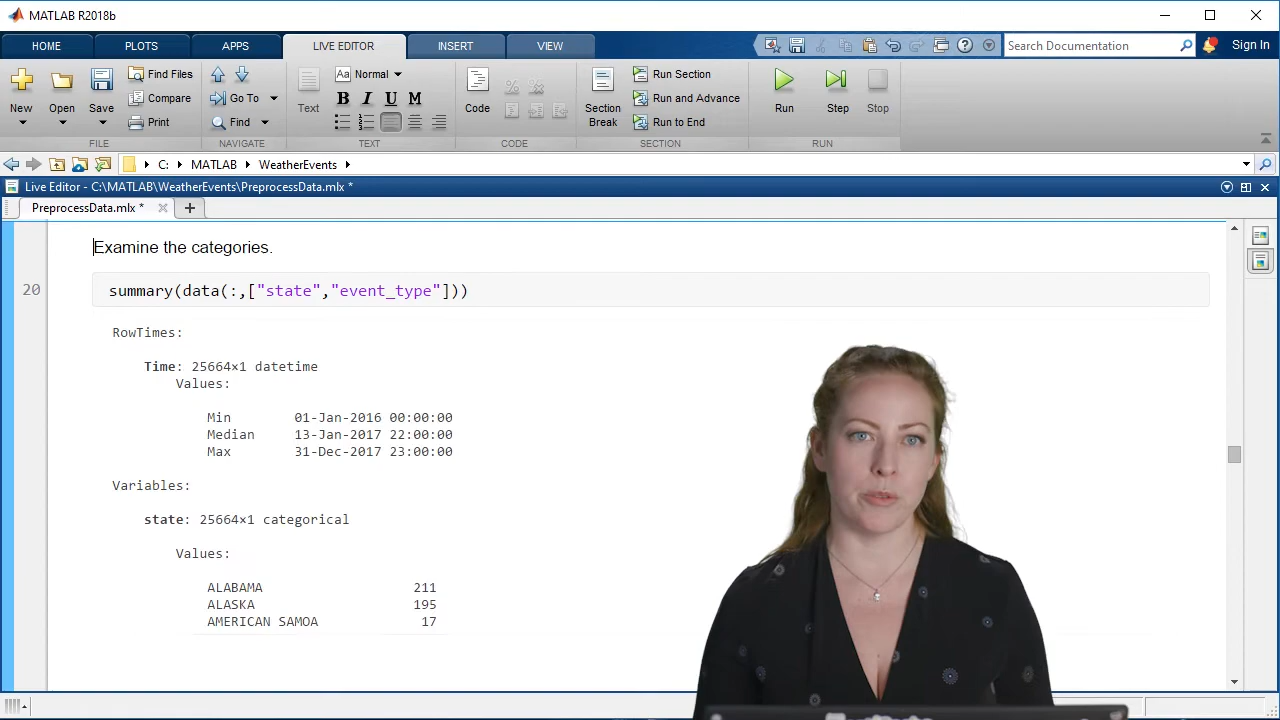 MATLAB R2018b
HOME PLOTS APPS LIVE EDITOR INSERT VIEW Search Documentation Sign In
New Open Save Find Files Compare Print
Go To Find
Text Aa Normal B I U M
Code
Section Break Run Section Run and Advance Run to End
Run Step Stop
FILE NAVIGATE TEXT CODE SECTION RUN
C: MATLAB WeatherEvents
Live Editor - C:\MATLAB\WeatherEvents\PreprocessData.mlx *
PreprocessData.mlx *
Examine the categories.
20 summary(data(:,["state","event_type"]))
RowTimes:
Time: 25664×1 datetime
Values:
Min 01-Jan-2016 00:00:00
Median 13-Jan-2017 22:00:00
Max 31-Dec-2017 23:00:00
Variables:
state: 25664×1 categorical
Values:
ALABAMA 211
ALASKA 195
AMERICAN SAMOA 17